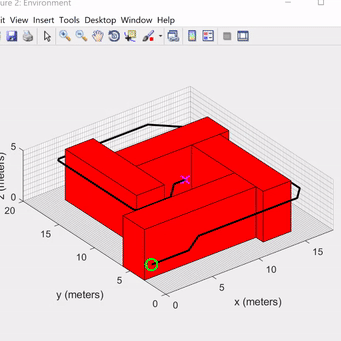 ure 2: Environment
it View Insert Tools Desktop Window Help
5
0
z (meters)
20
15
10
5
0
y (meters)
0
5
10
15
x (meters)